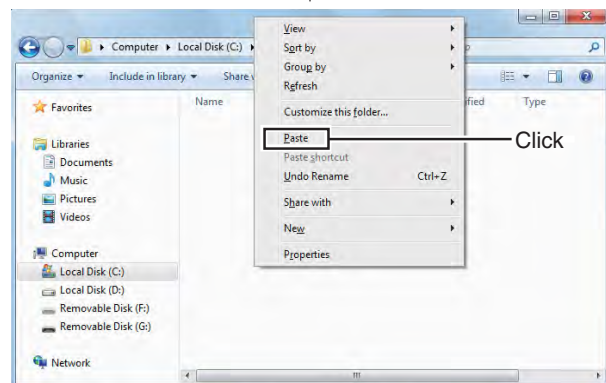 View
Computer ▸ Local Disk (C:) ▸
Sort by
Group by
Organize ▾ Include in library ▾ Share
Refresh
Favorites
Name
Type
Customize this folder...
Libraries
Paste
Click
Documents
Paste shortcut
Music
Undo Rename Ctrl+Z
Pictures
Share with
Videos
New
Computer
Properties
Local Disk (C:)
Local Disk (D:)
Removable Disk (F:)
Removable Disk (G:)
Network